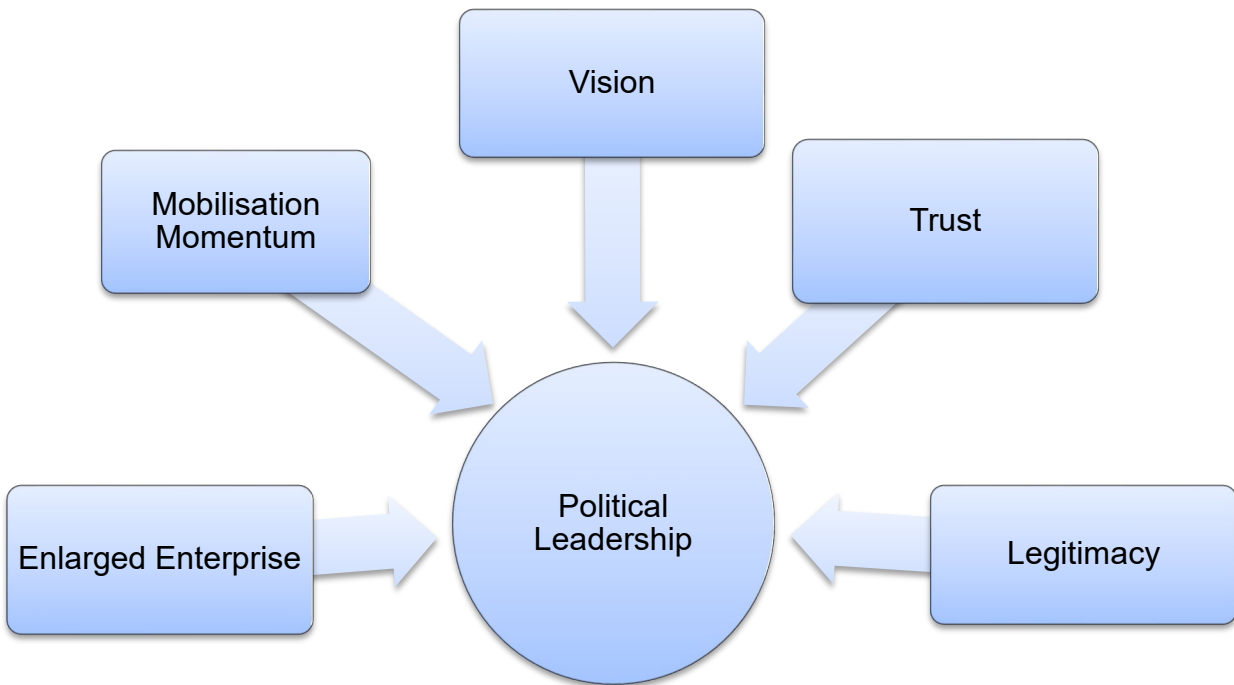 Vision
Mobilisation
Momentum
Trust
Political
Leadership
Enlarged Enterprise
Legitimacy